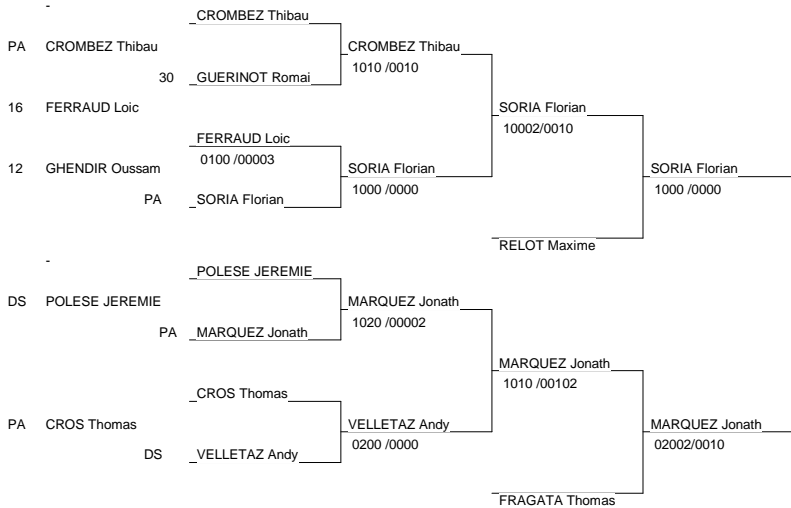 -
CROMBEZ Thibau
PA CROMBEZ Thibau
CROMBEZ Thibau
1010 /0010
30 GUERINOT Romai
16 FERRAUD Loic
SORIA Florian
10002/0010
FERRAUD Loic
0100 /00003
12 GHENDIR Oussam
SORIA Florian
1000 /0000
SORIA Florian
1000 /0000
PA SORIA Florian
RELOT Maxime
-
POLESE JEREMIE
DS POLESE JEREMIE
MARQUEZ Jonath
1020 /00002
PA MARQUEZ Jonath
MARQUEZ Jonath
1010 /00102
CROS Thomas
PA CROS Thomas
VELLETAZ Andy
0200 /0000
MARQUEZ Jonath
02002/0010
DS VELLETAZ Andy
FRAGATA Thomas